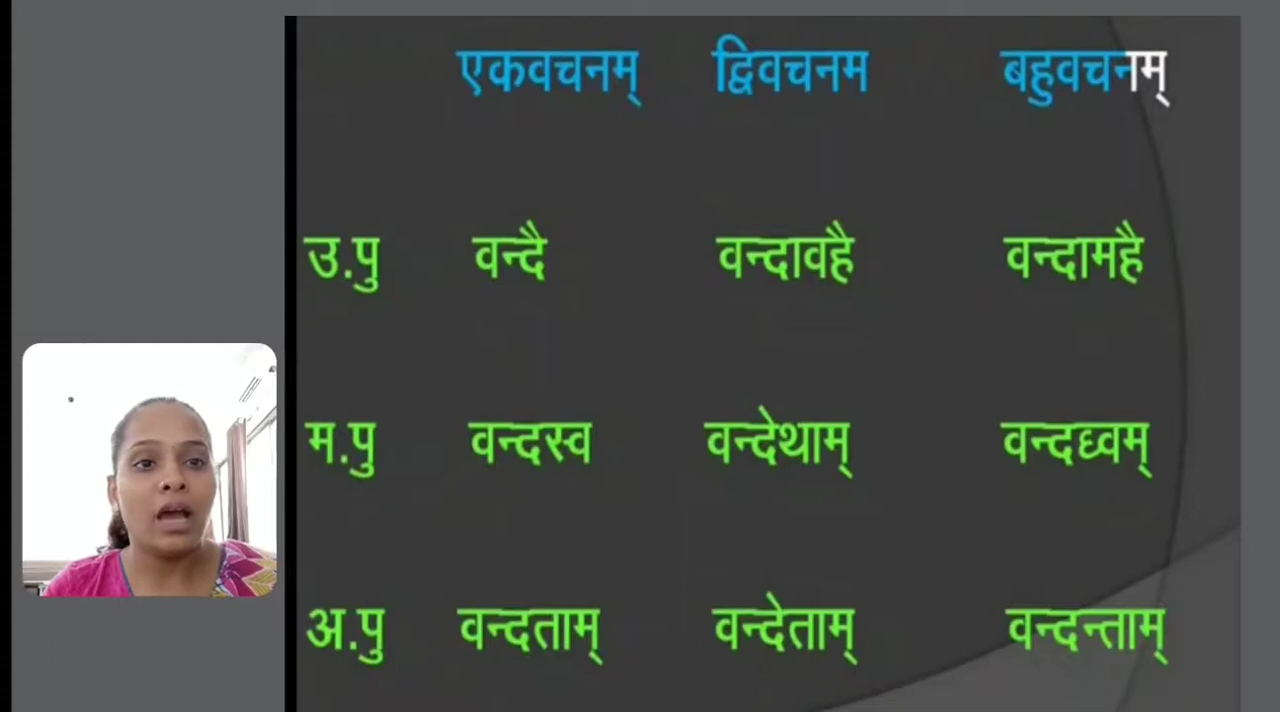 एकवचनम् द्विवचनम बहुवचनम्
उ.पु वन्दै वन्दावहै वन्दामहै
म.पु वन्दस्व वन्देथाम् वन्दध्वम्
अ.पु वन्दताम् वन्देताम् वन्दन्ताम्